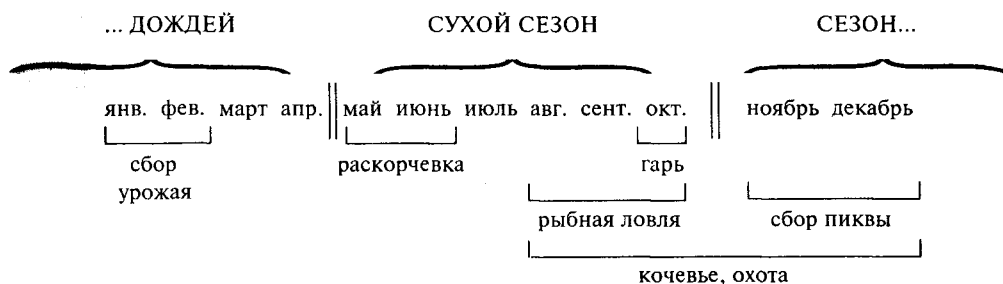 ... ДОЖДЕЙ СУХОЙ СЕЗОН СЕЗОН...
янв. фев. март апр. май июнь июль авг. сент. окт. ноябрь декабрь
сбор раскорчевка гарь
урожая
рыбная ловля сбор пиквы
кочевье, охота